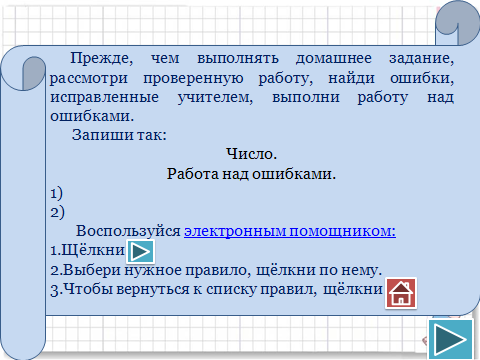 Прежде, чем выполнять домашнее задание,
рассмотри проверенную работу, найди ошибки,
исправленные учителем, выполни работу над
ошибками.
Запиши так:
Число.
Работа над ошибками.
1)
2)
Воспользуйся электронным помощником:
1.Щёлкни
2.Выбери нужное правило, щёлкни по нему.
3.Чтобы вернуться к списку правил, щёлкни